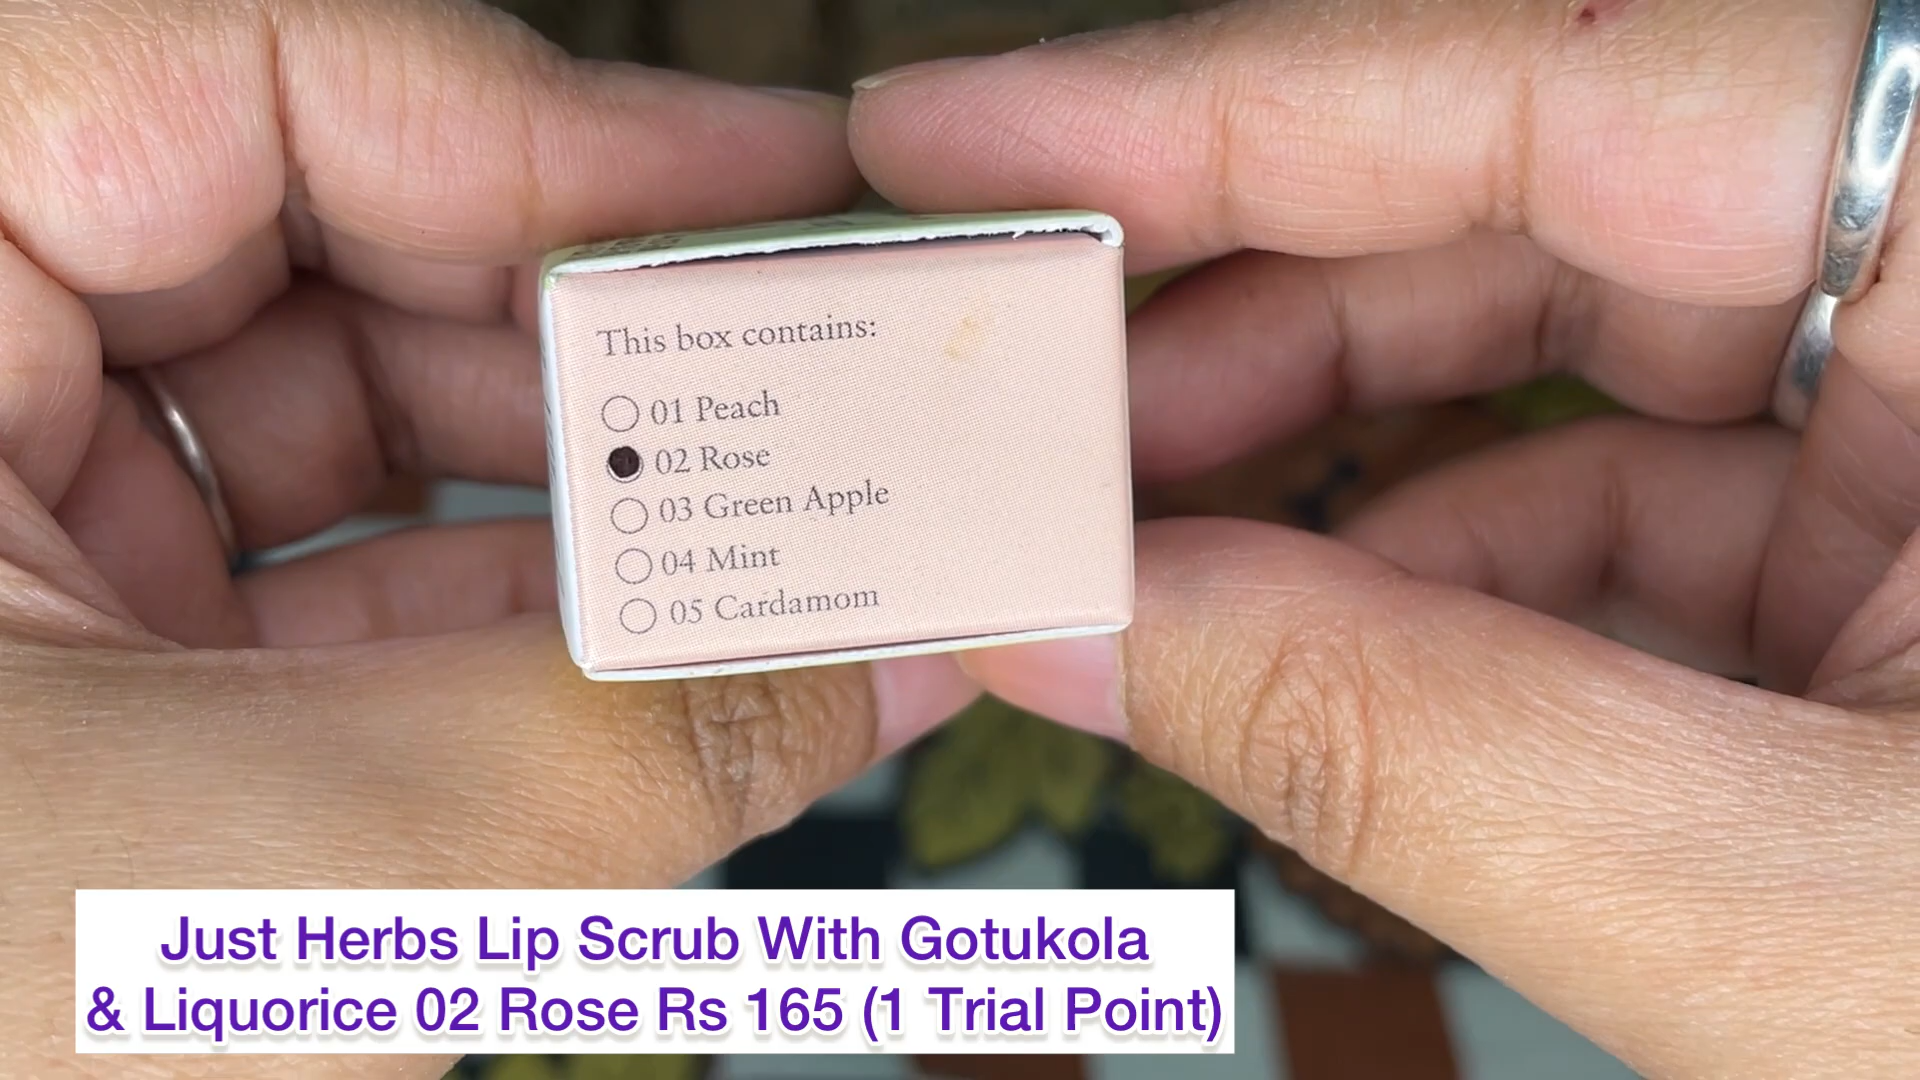 This box contains:
01 Peach
02 Rose
03 Green Apple
04 Mint
05 Cardamom
Just Herbs Lip Scrub With Gotukola
& Liquorice 02 Rose Rs 165 (1 Trial Point)